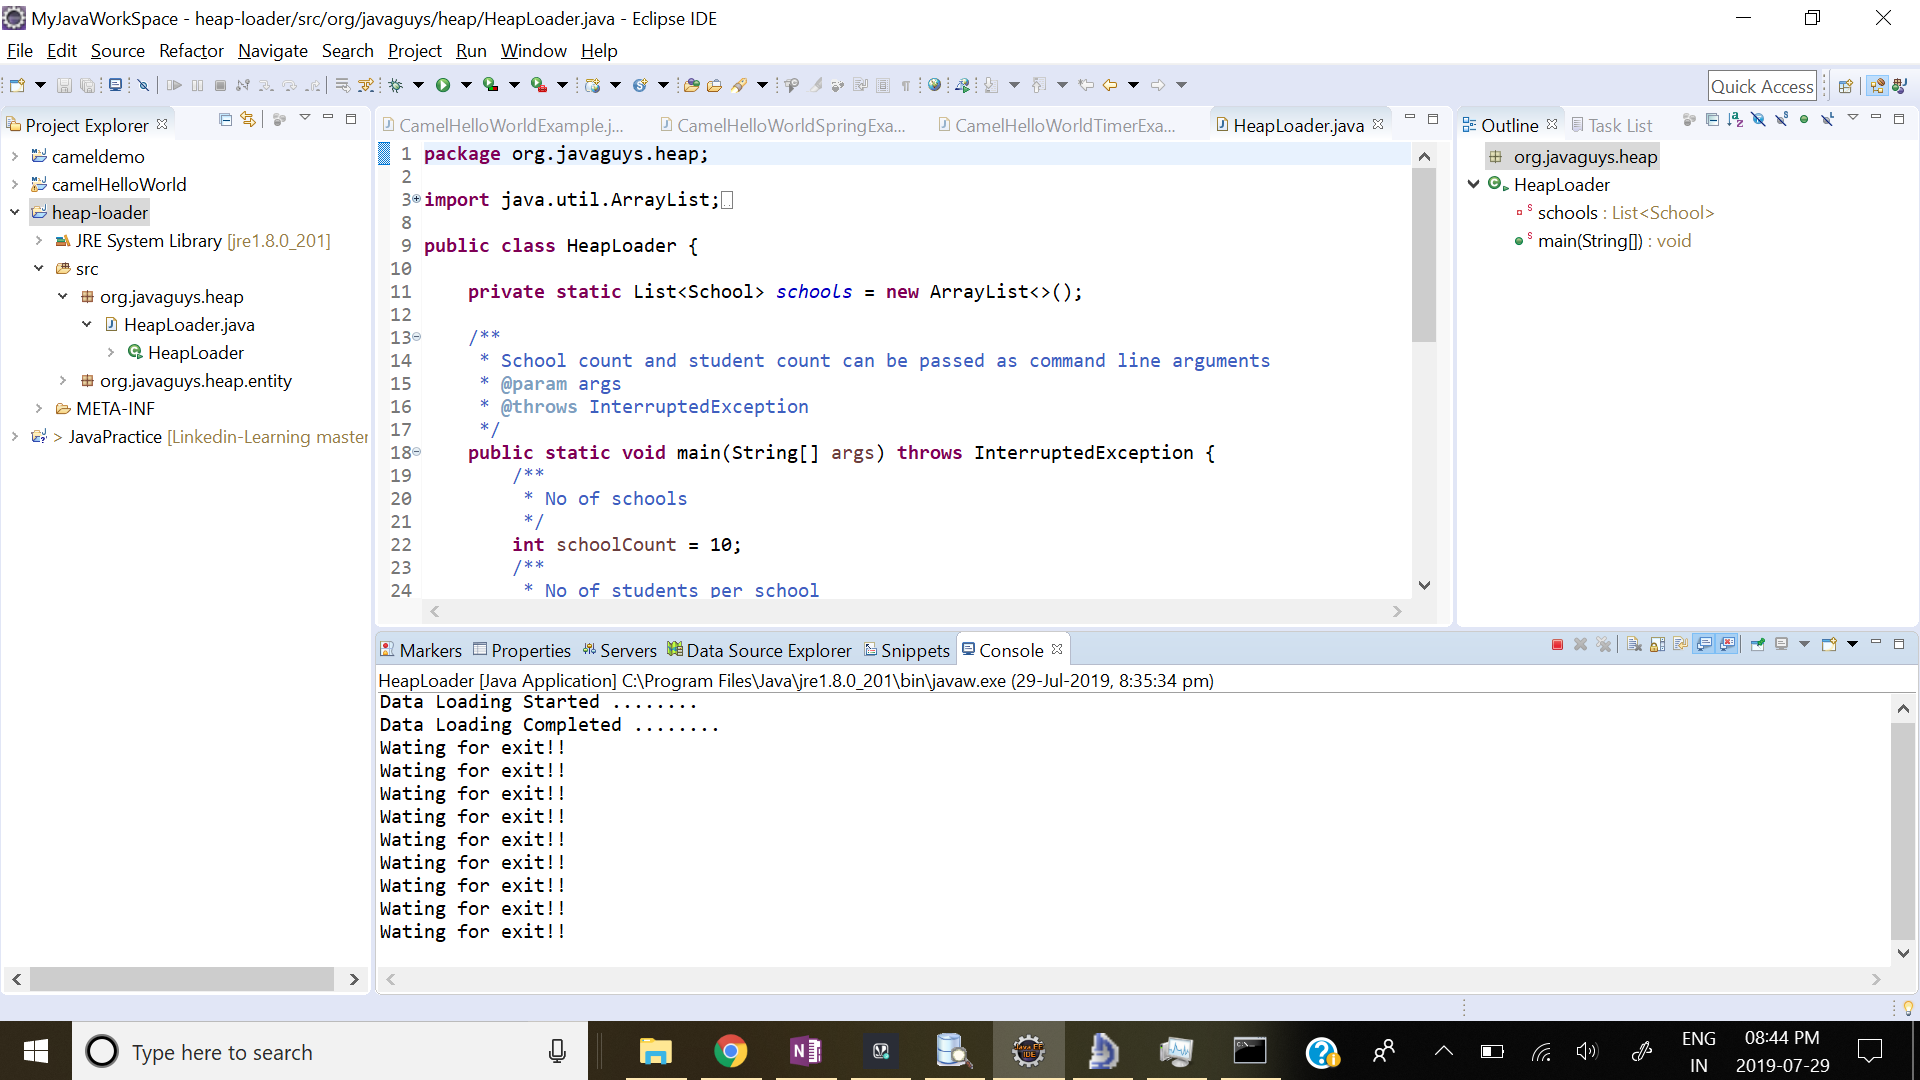 MyJavaWorkSpace - heap-loader/src/org/javaguys/heap/HeapLoader.java - Eclipse IDE
File Edit Source Refactor Navigate Search Project Run Window Help
Quick Access
Project Explorer
cameldemo
camelHelloWorld
heap-loader
JRE System Library [jre1.8.0_201]
src
org.javaguys.heap
HeapLoader.java
HeapLoader
org.javaguys.heap.entity
META-INF
> JavaPractice [Linkedin-Learning master
CamelHelloWorldExample.j... CamelHelloWorldSpringExa... CamelHelloWorldTimerExa... HeapLoader.java
1 package org.javaguys.heap;
2
3 import java.util.ArrayList;
8
9 public class HeapLoader {
10
11 private static List<School> schools = new ArrayList<>();
12
13 /**
14 * School count and student count can be passed as command line arguments
15 * @param args
16 * @throws InterruptedException
17 */
18 public static void main(String[] args) throws InterruptedException {
19 /**
20 * No of schools
21 */
22 int schoolCount = 10;
23 /**
24 * No of students per school
Outline Task List
org.javaguys.heap
HeapLoader
schools : List<School>
main(String[]) : void
Markers Properties Servers Data Source Explorer Snippets Console
HeapLoader [Java Application] C:\Program Files\Java\jre1.8.0_201\bin\javaw.exe (29-Jul-2019, 8:35:34 pm)
Data Loading Started ........
Data Loading Completed ........
Wating for exit!!
Wating for exit!!
Wating for exit!!
Wating for exit!!
Wating for exit!!
Wating for exit!!
Wating for exit!!
Wating for exit!!
Wating for exit!!
Type here to search
ENG
IN
08:44 PM
2019-07-29